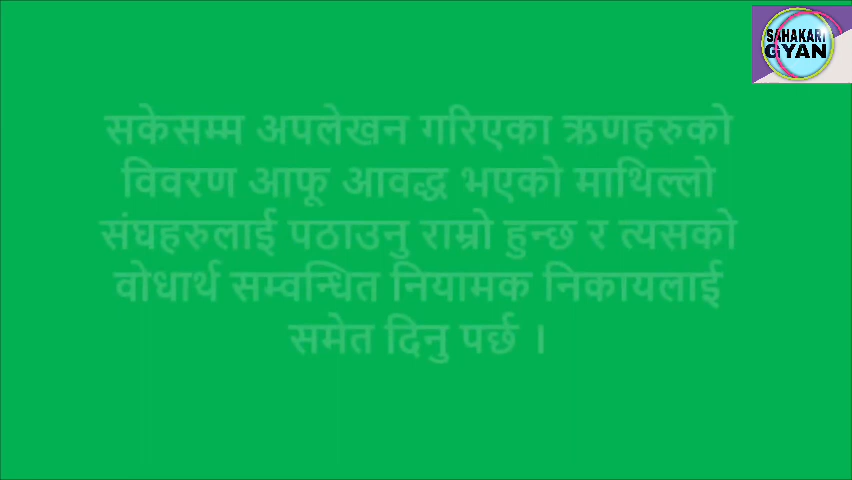 SAHAKARI
GYAN
सकेसम्म अपलेखन गरिएका ऋणहरुको
विवरण आफू आवद्ध भएको माथिल्लो
संघहरुलाई पठाउनु राम्रो हुन्छ र त्यसको
वोधार्थ सम्वन्धित नियामक निकायलाई
समेत दिनु पर्छ ।